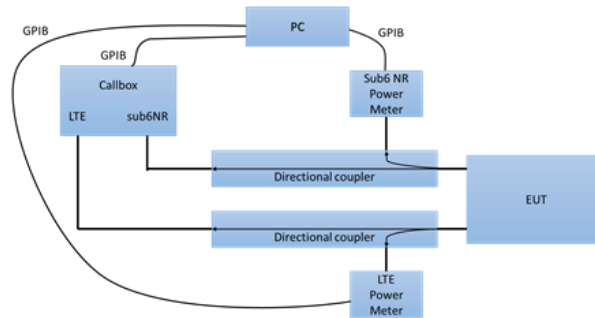 GPIB
PC
GPIB
GPIB
Callbox
LTE
sub6NR
Sub6 NR
Power
Meter
Directional coupler
EUT
Directional coupler
LTE
Power
Meter